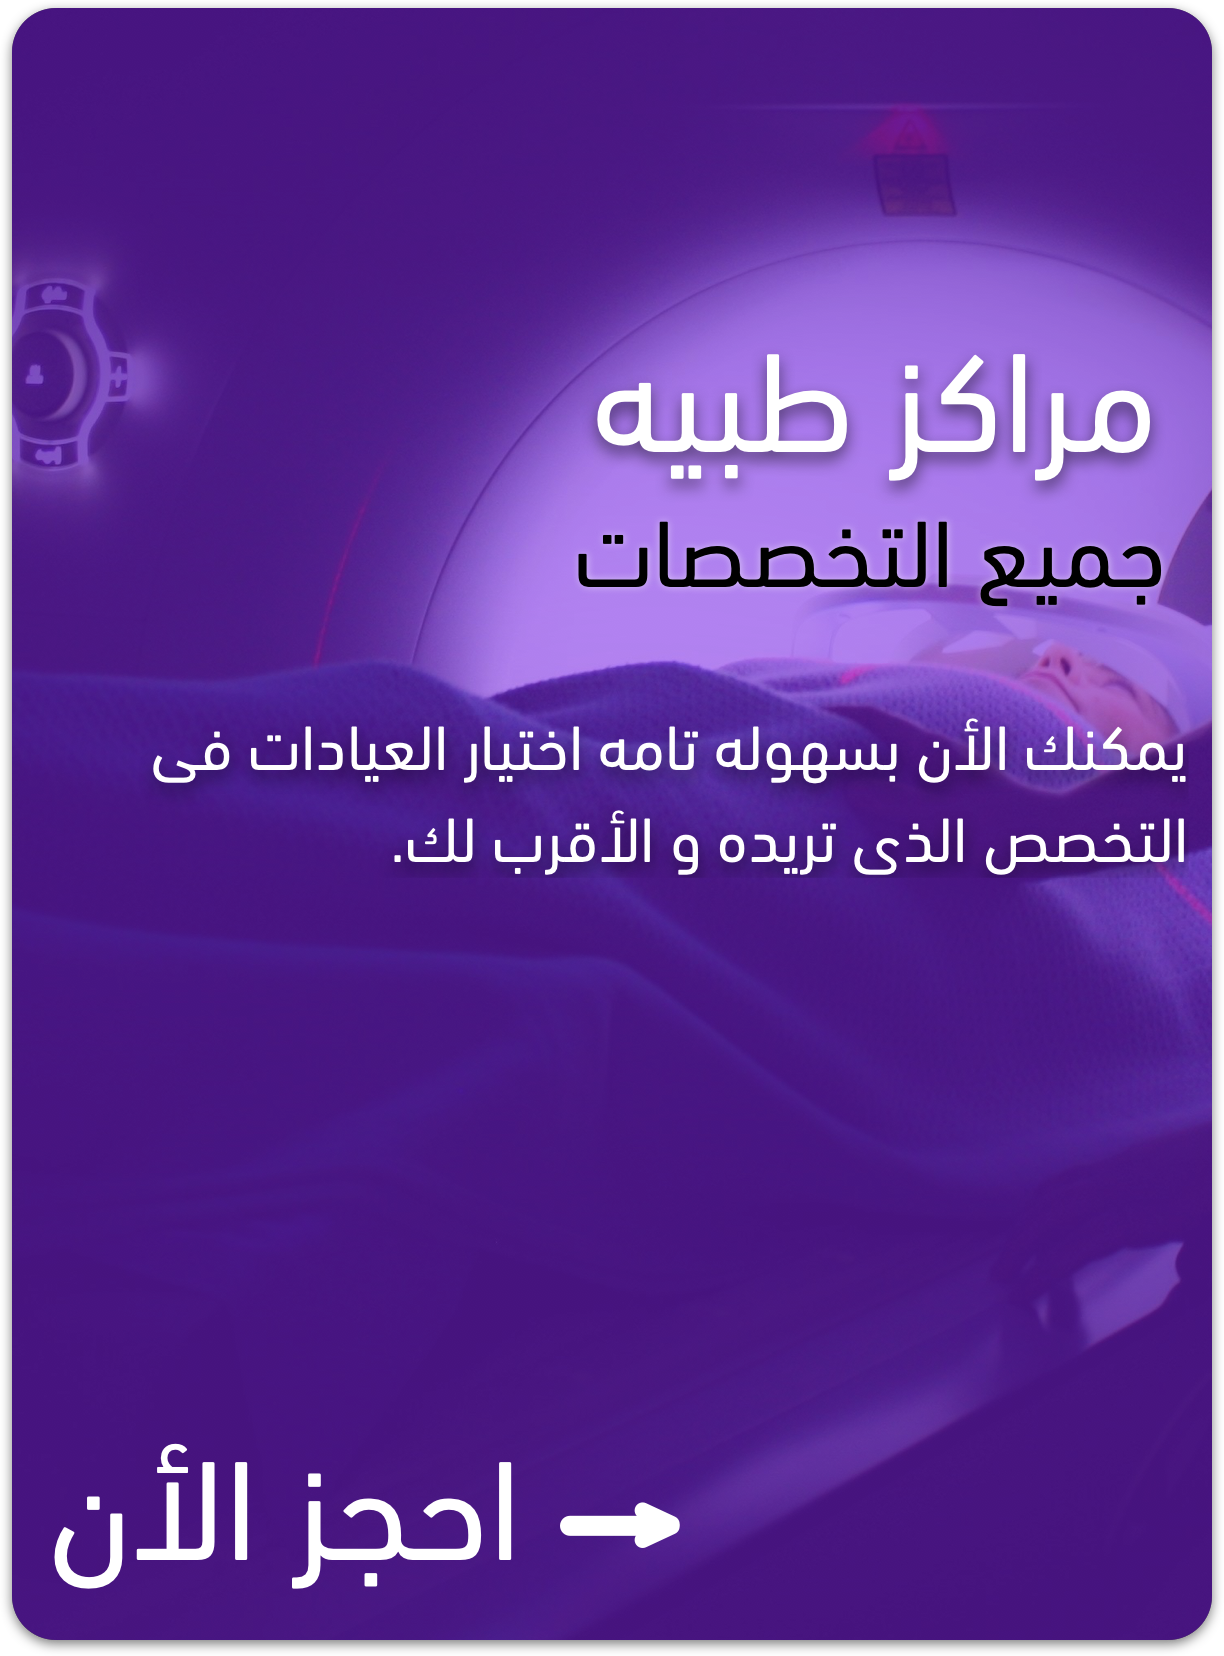 مراكز طبيه
جميع التخصصات
يمكنك الأن بسهوله تامه اختيار العيادات فى
التخصص الذى تريده و الأقرب لك.
احجز الأن